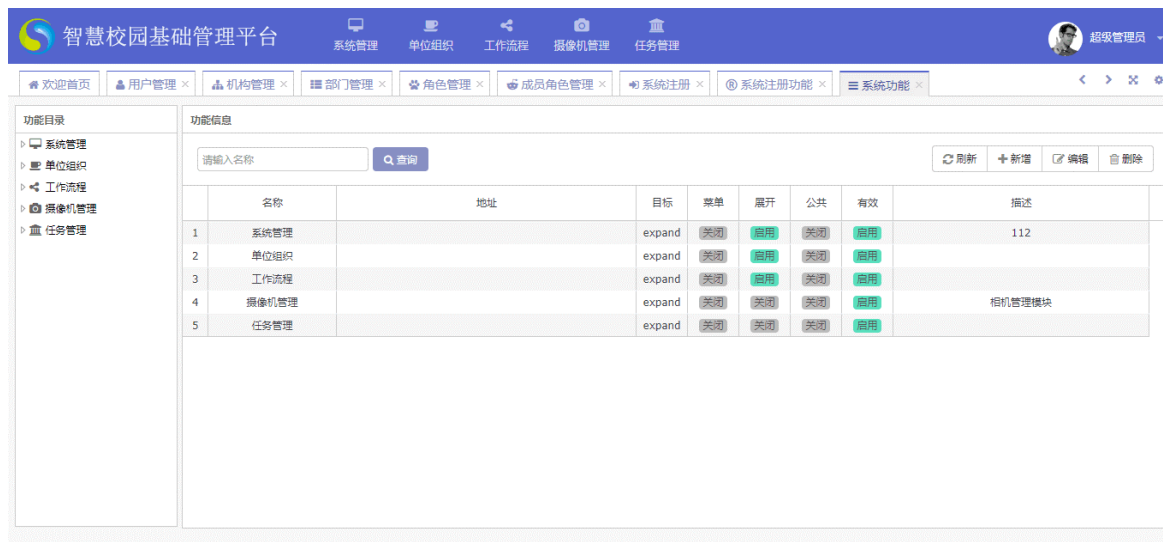 智慧校园基础管理平台 系统管理 单位组织 工作流程 摄像机管理 任务管理 超级管理员
欢迎首页 用户管理 × 机构管理 × 部门管理 × 角色管理 × 成员角色管理 × 系统注册 × ® 系统注册功能 × 系统功能 ×
功能目录
系统管理
单位组织
工作流程
摄像机管理
任务管理
功能信息
请输入名称 查询 刷新 新增 编辑 删除
名称 地址 目标 菜单 展开 公共 有效 描述
1 系统管理 expand 关闭 启用 关闭 启用 112
2 单位组织 expand 关闭 启用 关闭 启用
3 工作流程 expand 关闭 启用 关闭 启用
4 摄像机管理 expand 关闭 关闭 关闭 启用 相机管理模块
5 任务管理 expand 关闭 关闭 关闭 启用